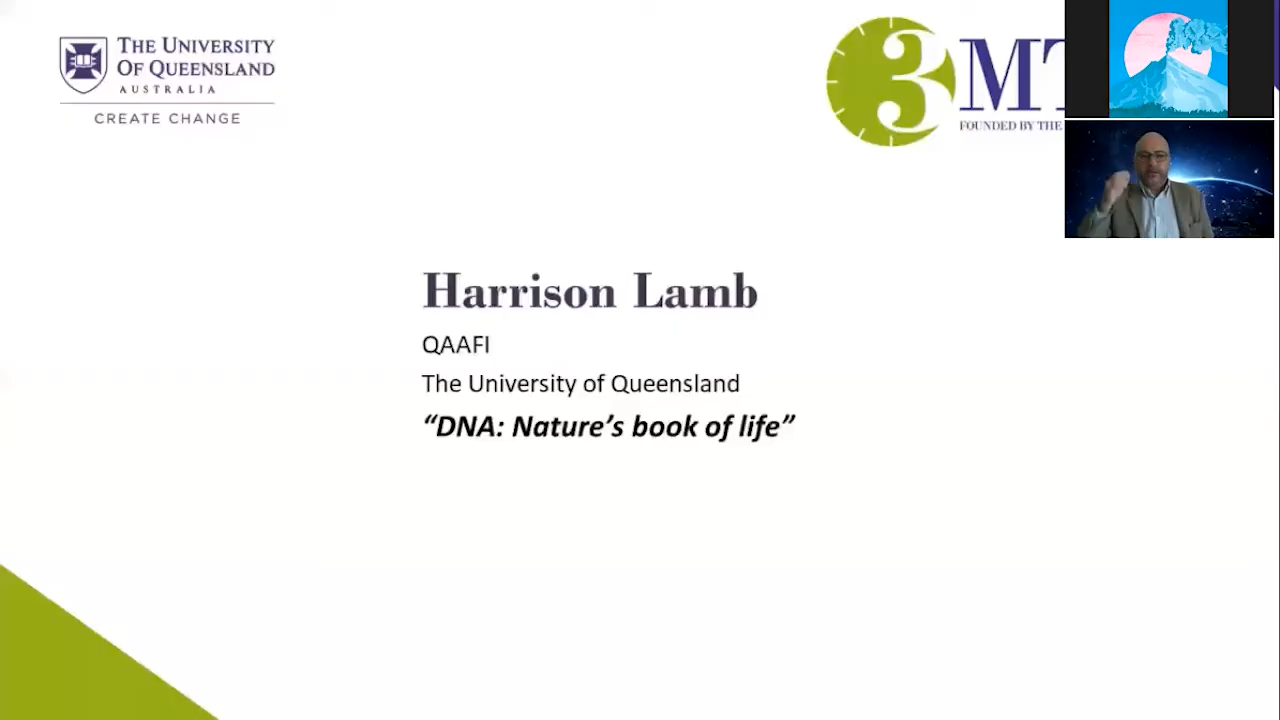 THE UNIVERSITY
OF QUEENSLAND
AUSTRALIA
CREATE CHANGE
3MT
FOUNDED BY THE
Harrison Lamb
QAAFI
The University of Queensland
“DNA: Nature’s book of life”